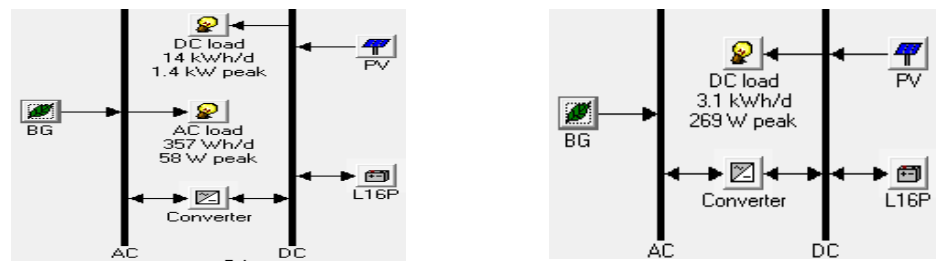 DC load
14 kWh/d
1.4 kW peak
PV
BG
AC load
357 Wh/d
58 W peak
L16P
Converter
AC
DC
DC load
3.1 kWh/d
269 W peak
PV
BG
Converter
L16P
AC
DC